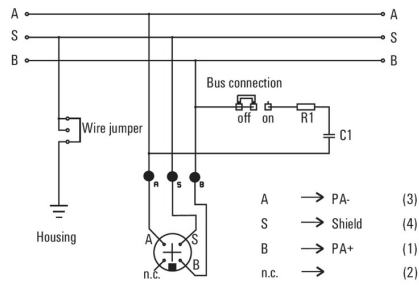 A A
S S
B B
Bus connection
off on R1
C1
Wire jumper
A S B
Housing
A S
n.c. B
A → PA- (3)
S → Shield (4)
B → PA+ (1)
n.c. → (2)